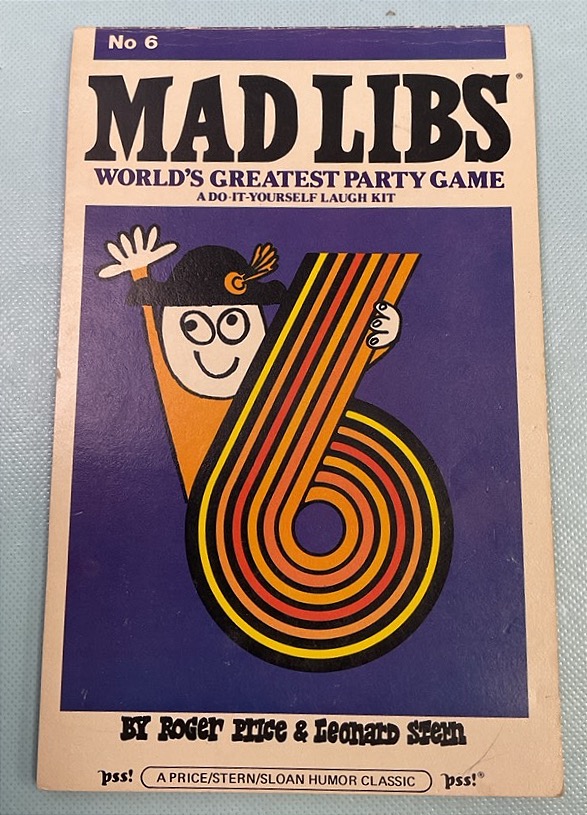 No 6
MAD LIBS®
WORLD'S GREATEST PARTY GAME
A DO-IT-YOURSELF LAUGH KIT
6
BY ROGER PRICE & LEONARD STERN
pss! A PRICE/STERN/SLOAN HUMOR CLASSIC pss!®